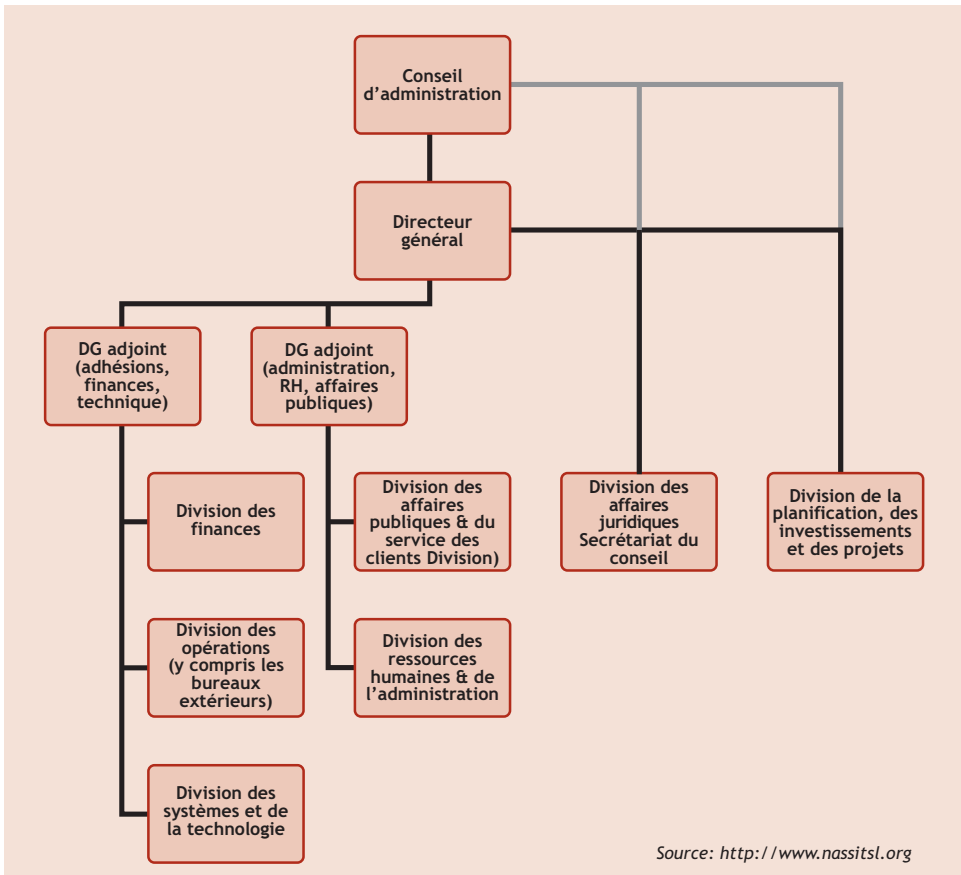 Conseil
d’administration
Directeur
général
DG adjoint
(adhésions,
finances,
technique)
DG adjoint
(administration,
RH, affaires
publiques)
Division des
finances
Division des
affaires
publiques & du
service des
clients Division)
Division des
affaires
juridiques
Secrétariat du
conseil
Division de la
planification, des
investissements
et des projets
Division des
opérations
(y compris les
bureaux
extérieurs)
Division des
ressources
humaines & de
l’administration
Division des
systèmes et de
la technologie
Source: http://www.nassitsl.org